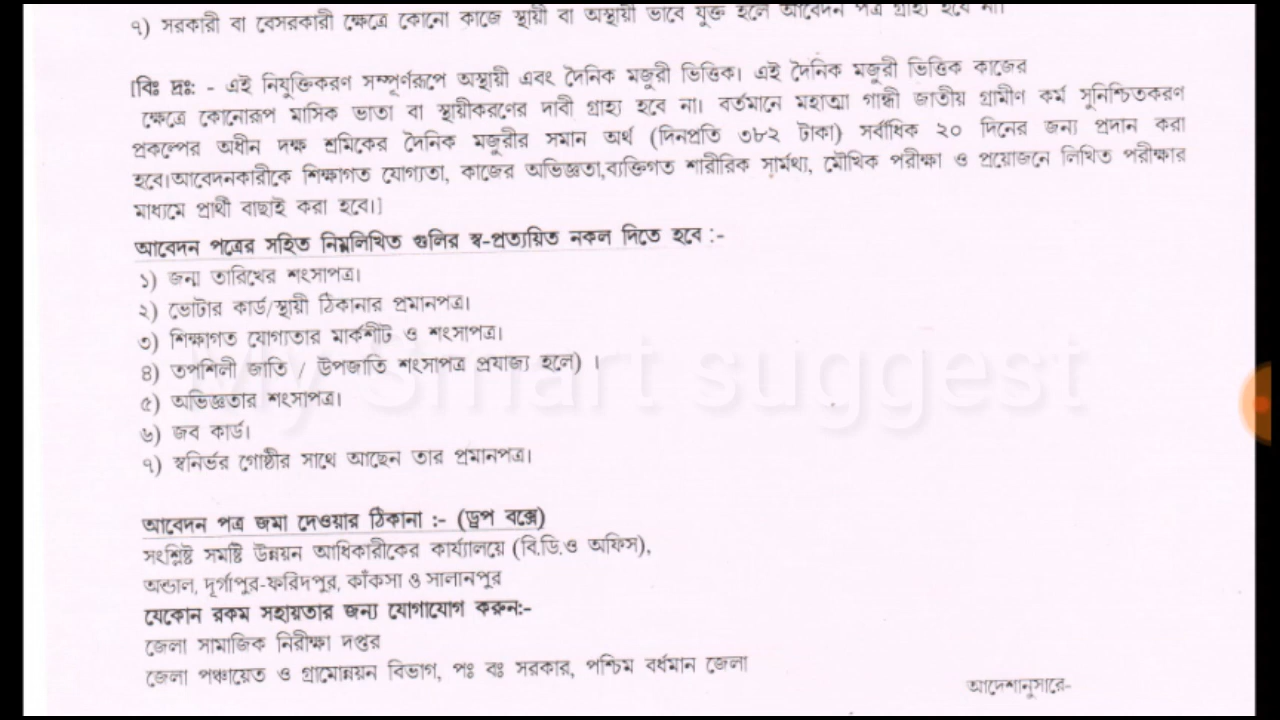 ৭) সরকারী বা বেসরকারী ক্ষেত্রে কোনো কাজে স্থায়ী বা অস্থায়ী ভাবে যুক্ত হলে আবেদন পত্র গ্রাহ্য হবে না।
[বিঃ দ্রঃ: - এই নিযুক্তিকরণ সম্পূর্ণরূপে অস্থায়ী এবং দৈনিক মজুরী ভিত্তিক। এই দৈনিক মজুরী ভিত্তিক কাজের
ক্ষেত্রে কোনোরূপ মাসিক ভাতা বা স্থায়ীকরণের দাবী গ্রাহ্য হবে না। বর্তমানে মহাত্মা গান্ধী জাতীয় গ্রামীণ কর্ম সুনিশ্চিতকরণ
প্রকল্পের অধীন দক্ষ শ্রমিকের দৈনিক মজুরীর সমান অর্থ (দিনপ্রতি ৩৮২ টাকা) সর্বাধিক ২০ দিনের জন্য প্রদান করা
হবে।আবেদনকারীকে শিক্ষাগত যোগ্যতা, কাজের অভিজ্ঞতা,ব্যক্তিগত শারীরিক সার্মথ্য, মৌখিক পরীক্ষা ও প্রয়োজনে লিখিত পরীক্ষার
মাধ্যমে প্রার্থী বাছাই করা হবে।]
আবেদন পত্রের সহিত নিম্নলিখিত গুলির স্ব-প্রত্যয়িত নকল দিতে হবে :-
১) জন্ম তারিখের শংসাপত্র।
২) ভোটার কার্ড/স্থায়ী ঠিকানার প্রমানপত্র।
৩) শিক্ষাগত যোগ্যতার মার্কশীট ও শংসাপত্র।
৪) তপশিলী জাতি / উপজাতি শংসাপত্র প্রযাজ্য হলে) ।
৫) অভিজ্ঞতার শংসাপত্র।
৬) জব কার্ড।
৭) স্বনির্ভর গোষ্ঠীর সাথে আছেন তার প্রমানপত্র।
My Smart suggest
আবেদন পত্র জমা দেওয়ার ঠিকানা :- (ড্রপ বক্সে)
সংশ্লিষ্ট সমষ্টি উন্নয়ন আধিকারীকের কার্য্যালয়ে (বি.ডি.ও অফিস),
অন্ডাল, দূর্গাপুর-ফরিদপুর, কাঁকসা ও সালানপুর
যেকোন রকম সহায়তার জন্য যোগাযোগ করুন:-
জেলা সামাজিক নিরীক্ষা দপ্তর
জেলা পঞ্চায়েত ও গ্রামোন্নয়ন বিভাগ, পঃ বঃ সরকার, পশ্চিম বর্ধমান জেলা
আদেশানুসারে-